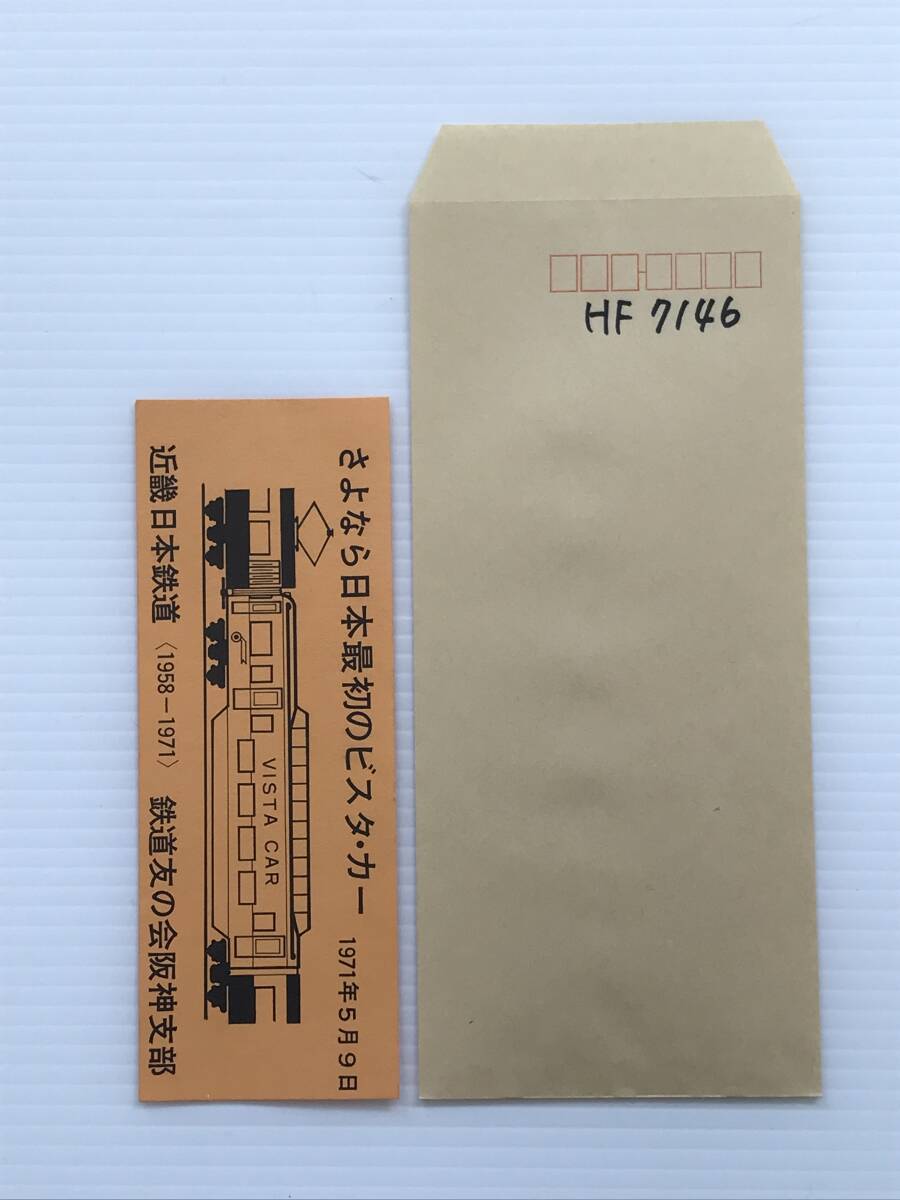 さよなら日本最初のビスタ・カー 1971年5月9日
VISTA CAR
近畿日本鉄道 〈1958－1971〉 鉄道友の会阪神支部
HF 7146